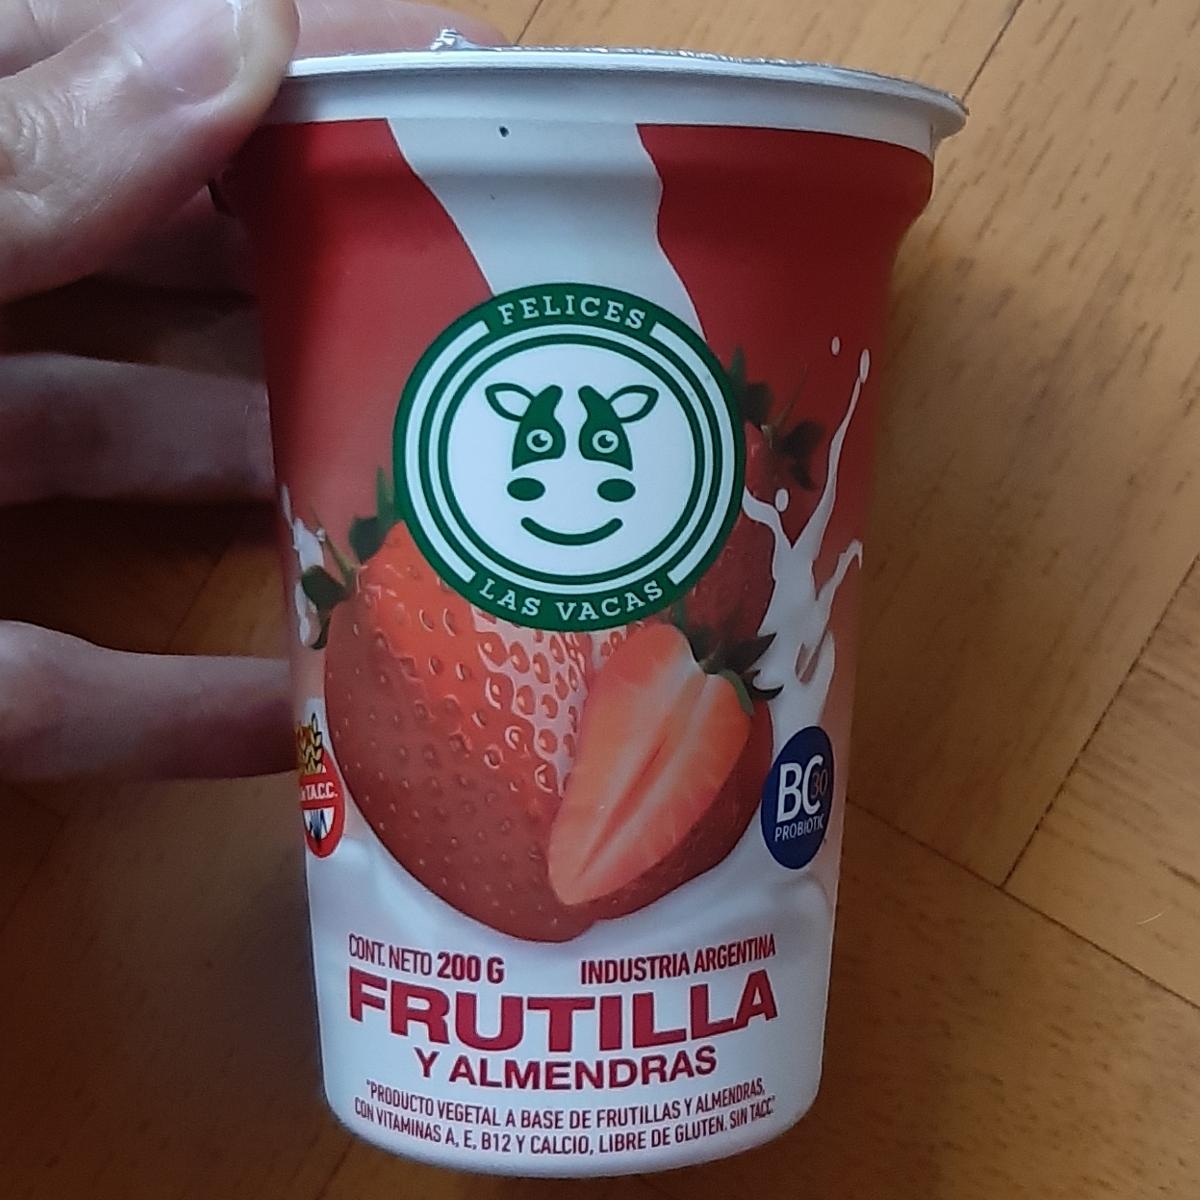 FELICES
LAS VACAS
T.A.C.C.
BC30
PROBIOTIC
CONT. NETO 200 G
INDUSTRIA ARGENTINA
FRUTILLA
Y ALMENDRAS
"PRODUCTO VEGETAL A BASE DE FRUTILLAS Y ALMENDRAS,
CON VITAMINAS A, E, B12 Y CALCIO, LIBRE DE GLUTEN. SIN TACC"